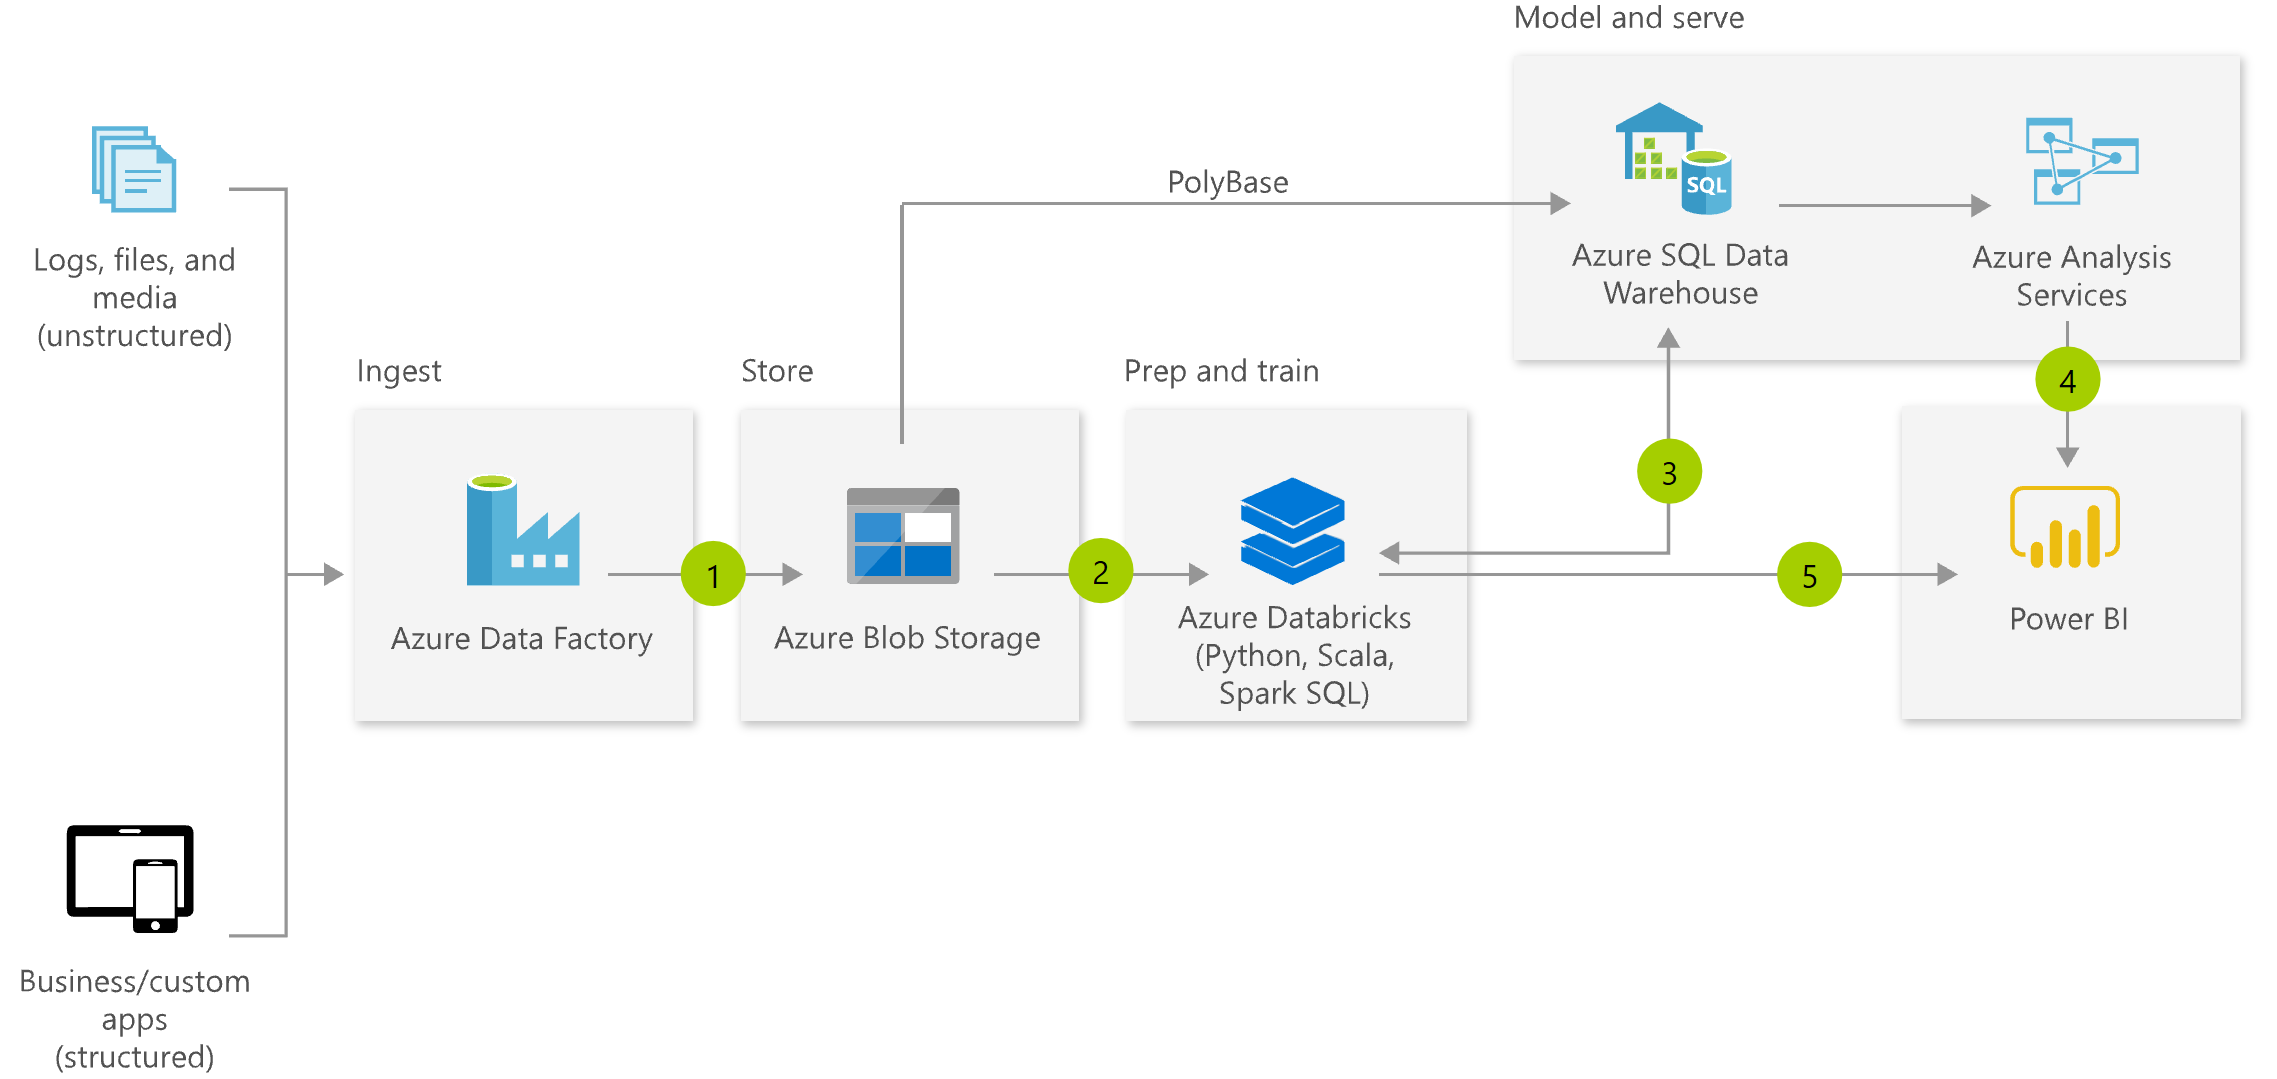 Model and serve
SQL
PolyBase
Azure SQL Data
Warehouse
Azure Analysis
Services
Logs, files, and
media
(unstructured)
Ingest
Store
Prep and train
4
3
1
2
5
Azure Data Factory
Azure Blob Storage
Azure Databricks
(Python, Scala,
Spark SQL)
Power BI
Business/custom
apps
(structured)